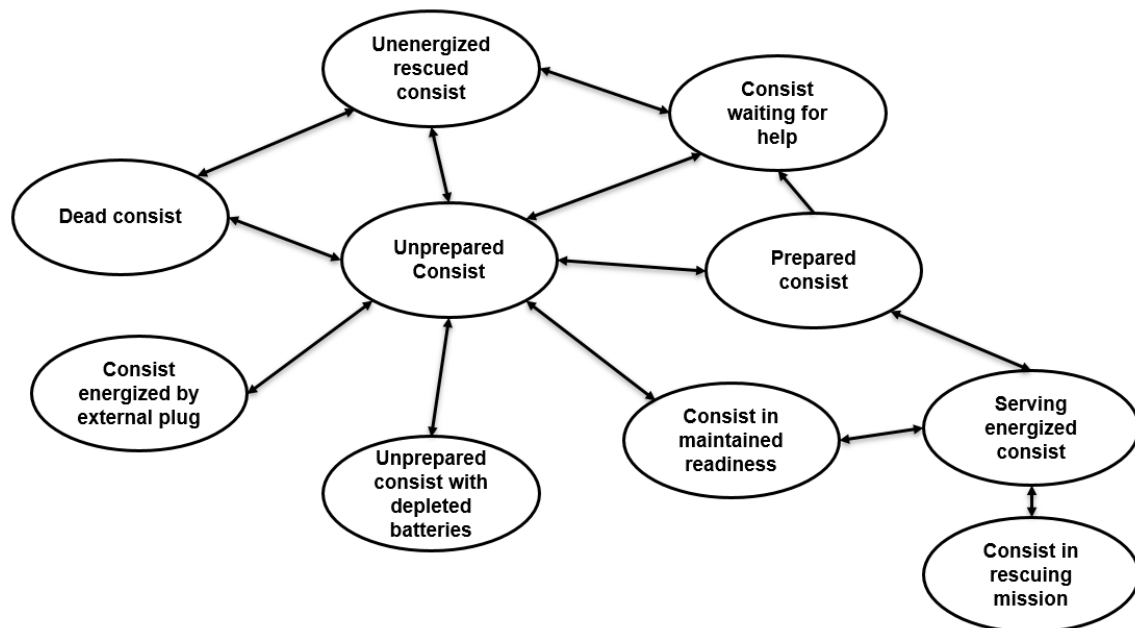 Unenergized
rescued
consist
Consist
waiting for
help
Dead consist
Unprepared
Consist
Prepared
consist
Consist
energized by
external plug
Unprepared
consist with
depleted
batteries
Consist in
maintained
readiness
Serving
energized
consist
Consist in
rescuing
mission